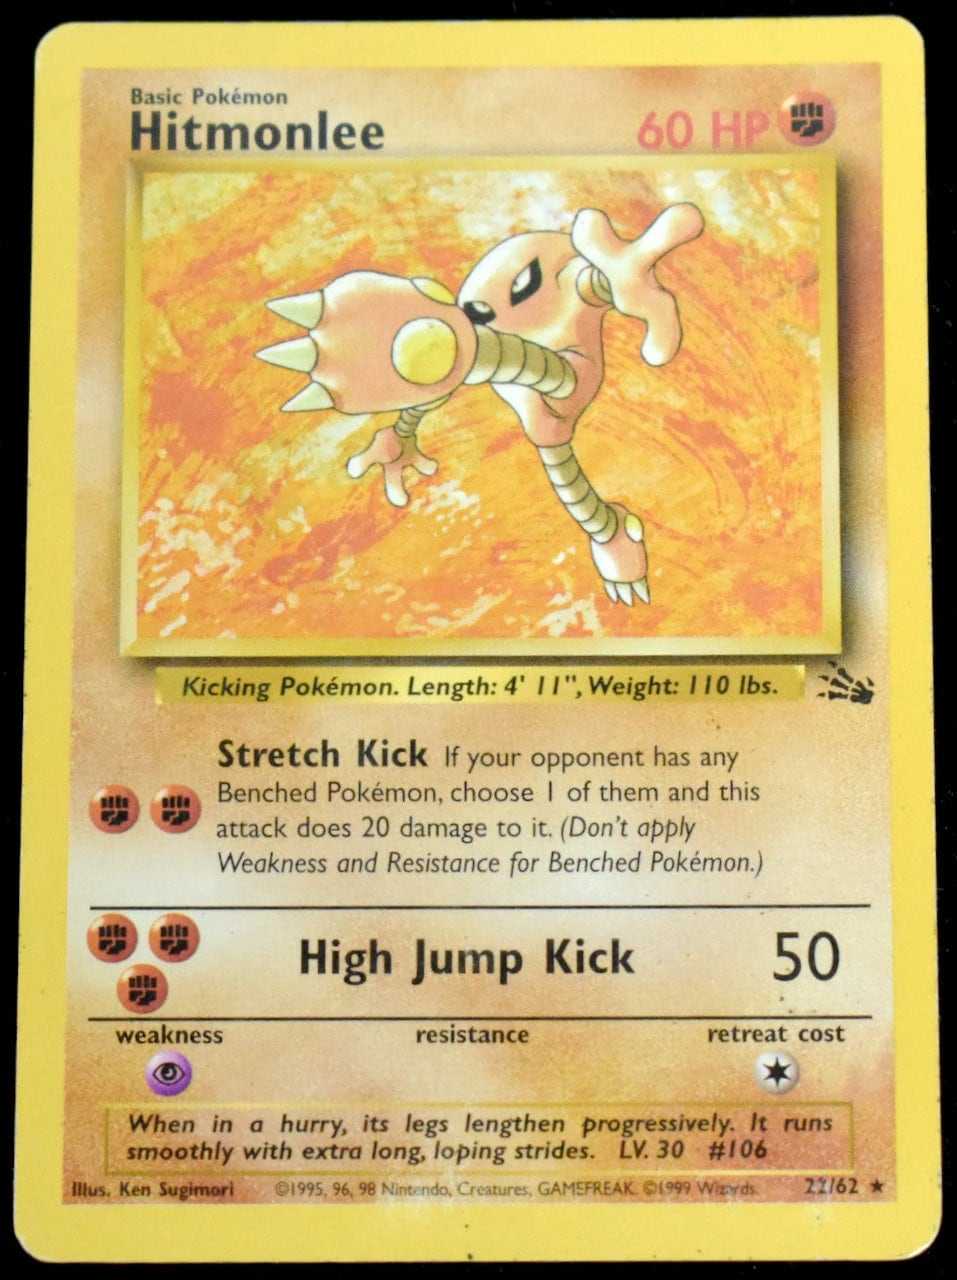 Basic Pokémon
Hitmonlee 60 HP
Kicking Pokémon. Length: 4' 11", Weight: 110 lbs.
Stretch Kick If your opponent has any
Benched Pokémon, choose 1 of them and this
attack does 20 damage to it. (Don't apply
Weakness and Resistance for Benched Pokémon.)
High Jump Kick 50
weakness resistance retreat cost
When in a hurry, its legs lengthen progressively. It runs
smoothly with extra long, loping strides. LV. 30 #106
Illus. Ken Sugimori ©1995, 96, 98 Nintendo, Creatures, GAMEFREAK. ©1999 Wizards. 22/62 ★